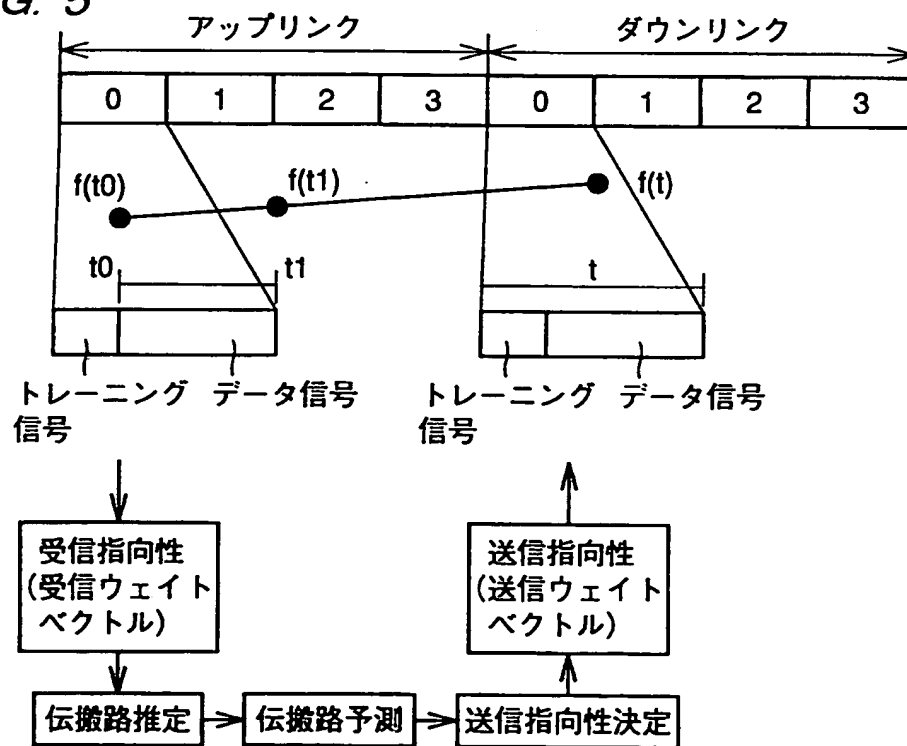 G. 5
アップリンク ダウンリンク
0 1 2 3 0 1 2 3
f(t0) f(t1) f(t)
t0 t1 t
トレーニング データ信号 トレーニング データ信号
信号 信号
受信指向性 送信指向性
(受信ウェイト (送信ウェイト
ベクトル) ベクトル)
伝搬路推定 伝搬路予測 送信指向性決定